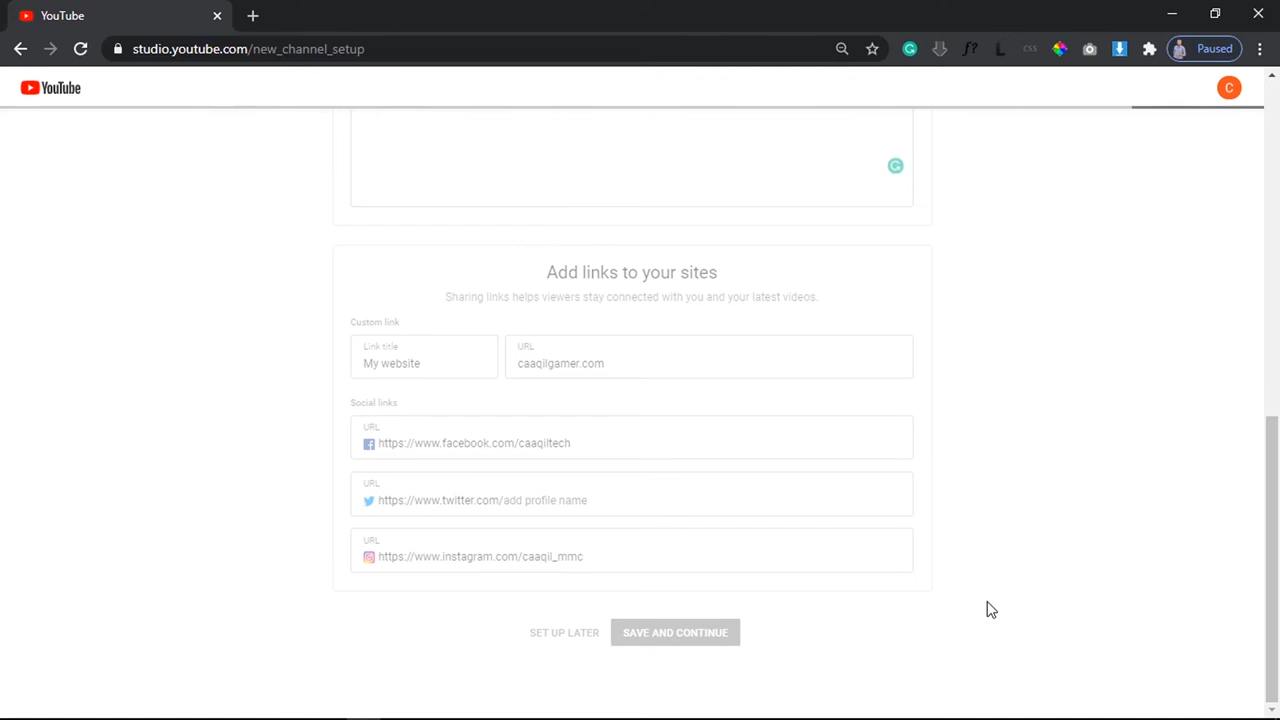 YouTube
studio.youtube.com/new_channel_setup
f?
CSS
Paused
YouTube
C
Add links to your sites
Sharing links helps viewers stay connected with you and your latest videos.
Custom link
Link title
My website
URL
caaqilgamer.com
Social links
URL
https://www.facebook.com/caaqiltech
URL
https://www.twitter.com/add profile name
URL
https://www.instagram.com/caaqil_mmc
SET UP LATER
SAVE AND CONTINUE